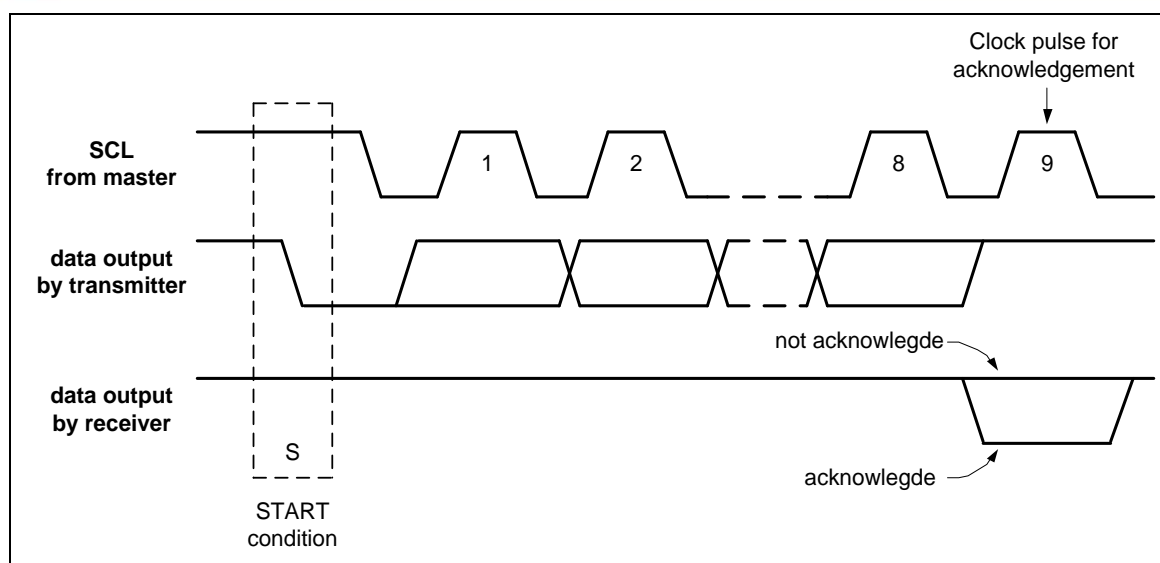 Clock pulse for
acknowledgement
SCL
from master
1
2
8
9
data output
by transmitter
not acknowlegde
data output
by receiver
S
acknowlegde
START
condition